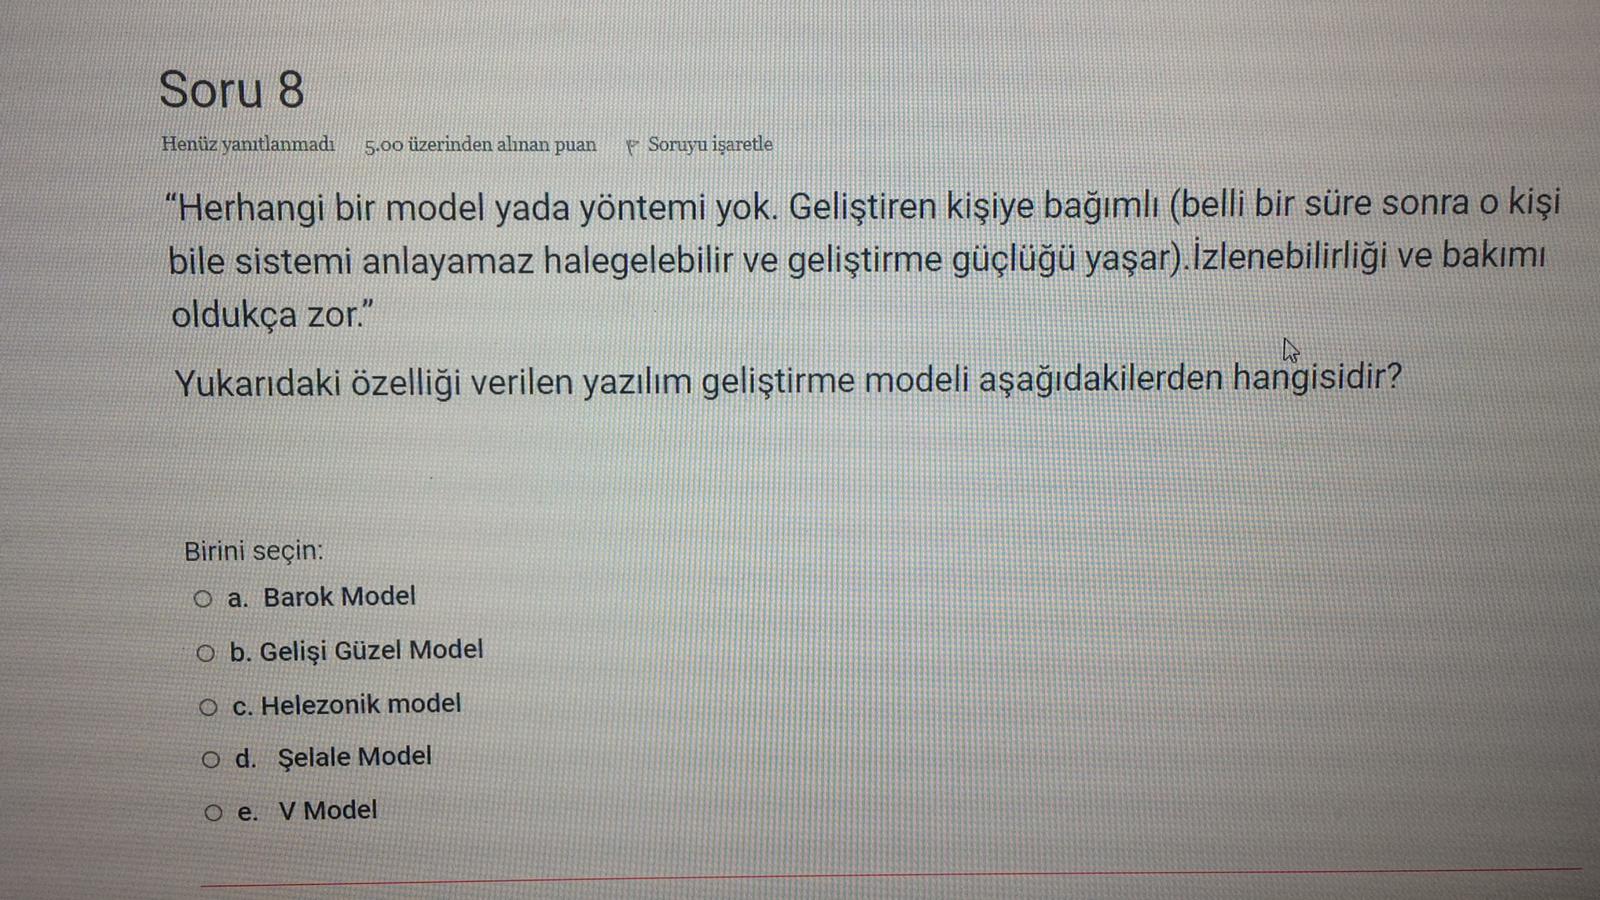 Soru 8
Henüz yanıtlanmadı 5.00 üzerinden alınan puan Soruyu işaretle
“Herhangi bir model yada yöntemi yok. Geliştiren kişiye bağımlı (belli bir süre sonra o kişi
bile sistemi anlayamaz halegelebilir ve geliştirme güçlüğü yaşar).İzlenebilirliği ve bakımı
oldukça zor.”
Yukarıdaki özelliği verilen yazılım geliştirme modeli aşağıdakilerden hangisidir?
Birini seçin:
a. Barok Model
b. Gelişi Güzel Model
c. Helezonik model
d. Şelale Model
e. V Model